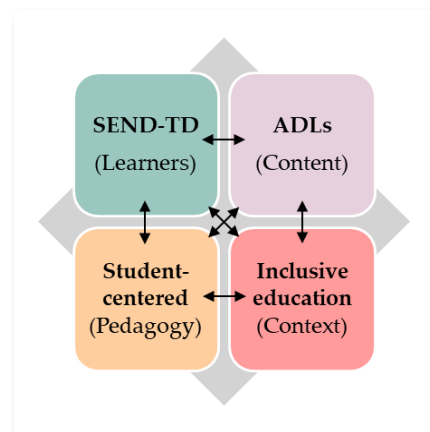 SEND-TD
(Learners)
ADLs
(Content)
Student-
centered
(Pedagogy)
Inclusive
education
(Context)